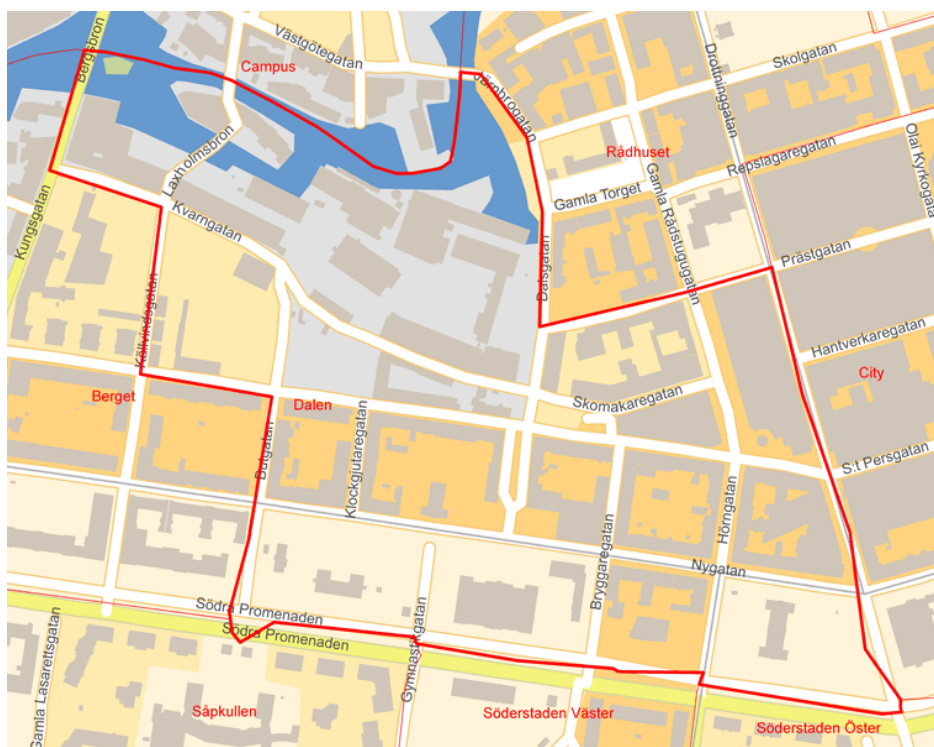 Bergsbron
Västgötegatan
Campus
Järnbrogatan
Drottninggatan
Skolgatan
Laxholmsbron
Rådhuset
Repslagaregatan
Olai Kyrkogata
Kungsgatan
Kvarngatan
Gamla Torget
Gamla Rådstugugatan
Prästgatan
Dalsgatan
Källvindsgatan
Hantverkaregatan
Berget
Dalen
Skomakaregatan
City
Butgatan
Klockgjutaregatan
S:t Persgatan
Hörngatan
Nygatan
Bryggaregatan
Södra Promenaden
Södra Promenaden
Gymnastikgatan
Gamla Lasarettsgatan
Såpkullen
Söderstaden Väster
Söderstaden Öster